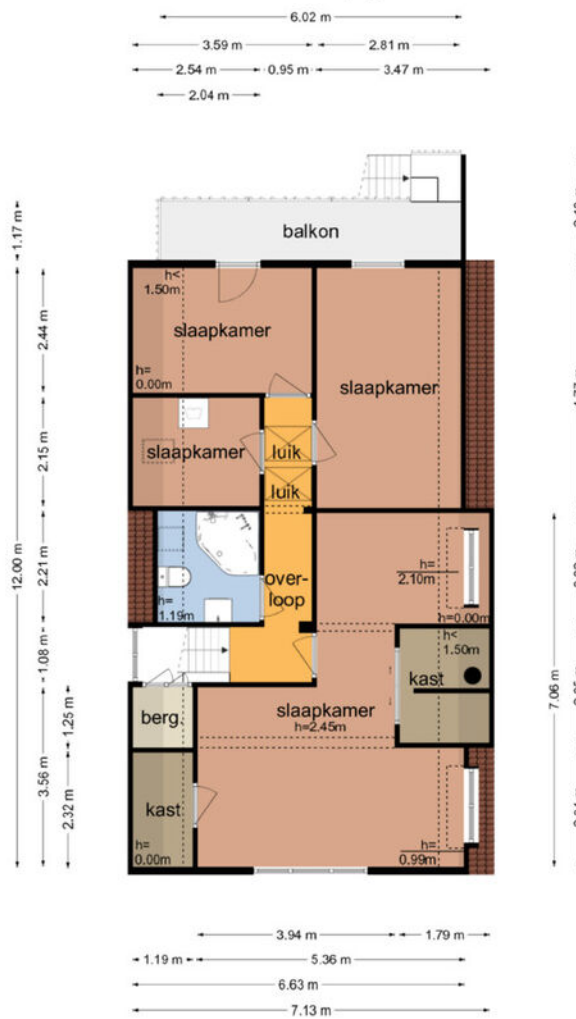 6.02 m
3.59 m
2.81 m
2.54 m
0.95 m
3.47 m
2.04 m
balkon
1.17 m
h<
1.50m
slaapkamer
h=
0.00m
2.44 m
slaapkamer
slaapkamer
2.15 m
luik
luik
12.00 m
2.21 m
h=
1.19m
over-
loop
h=
2.10m
h=0.00m
1.08 m
h<
1.50m
kast
7.06 m
berg.
1.25 m
slaapkamer
h=2.45m
3.56 m
2.32 m
kast
h=
0.00m
h=
0.99m
3.94 m
1.79 m
1.19 m
5.36 m
6.63 m
7.13 m